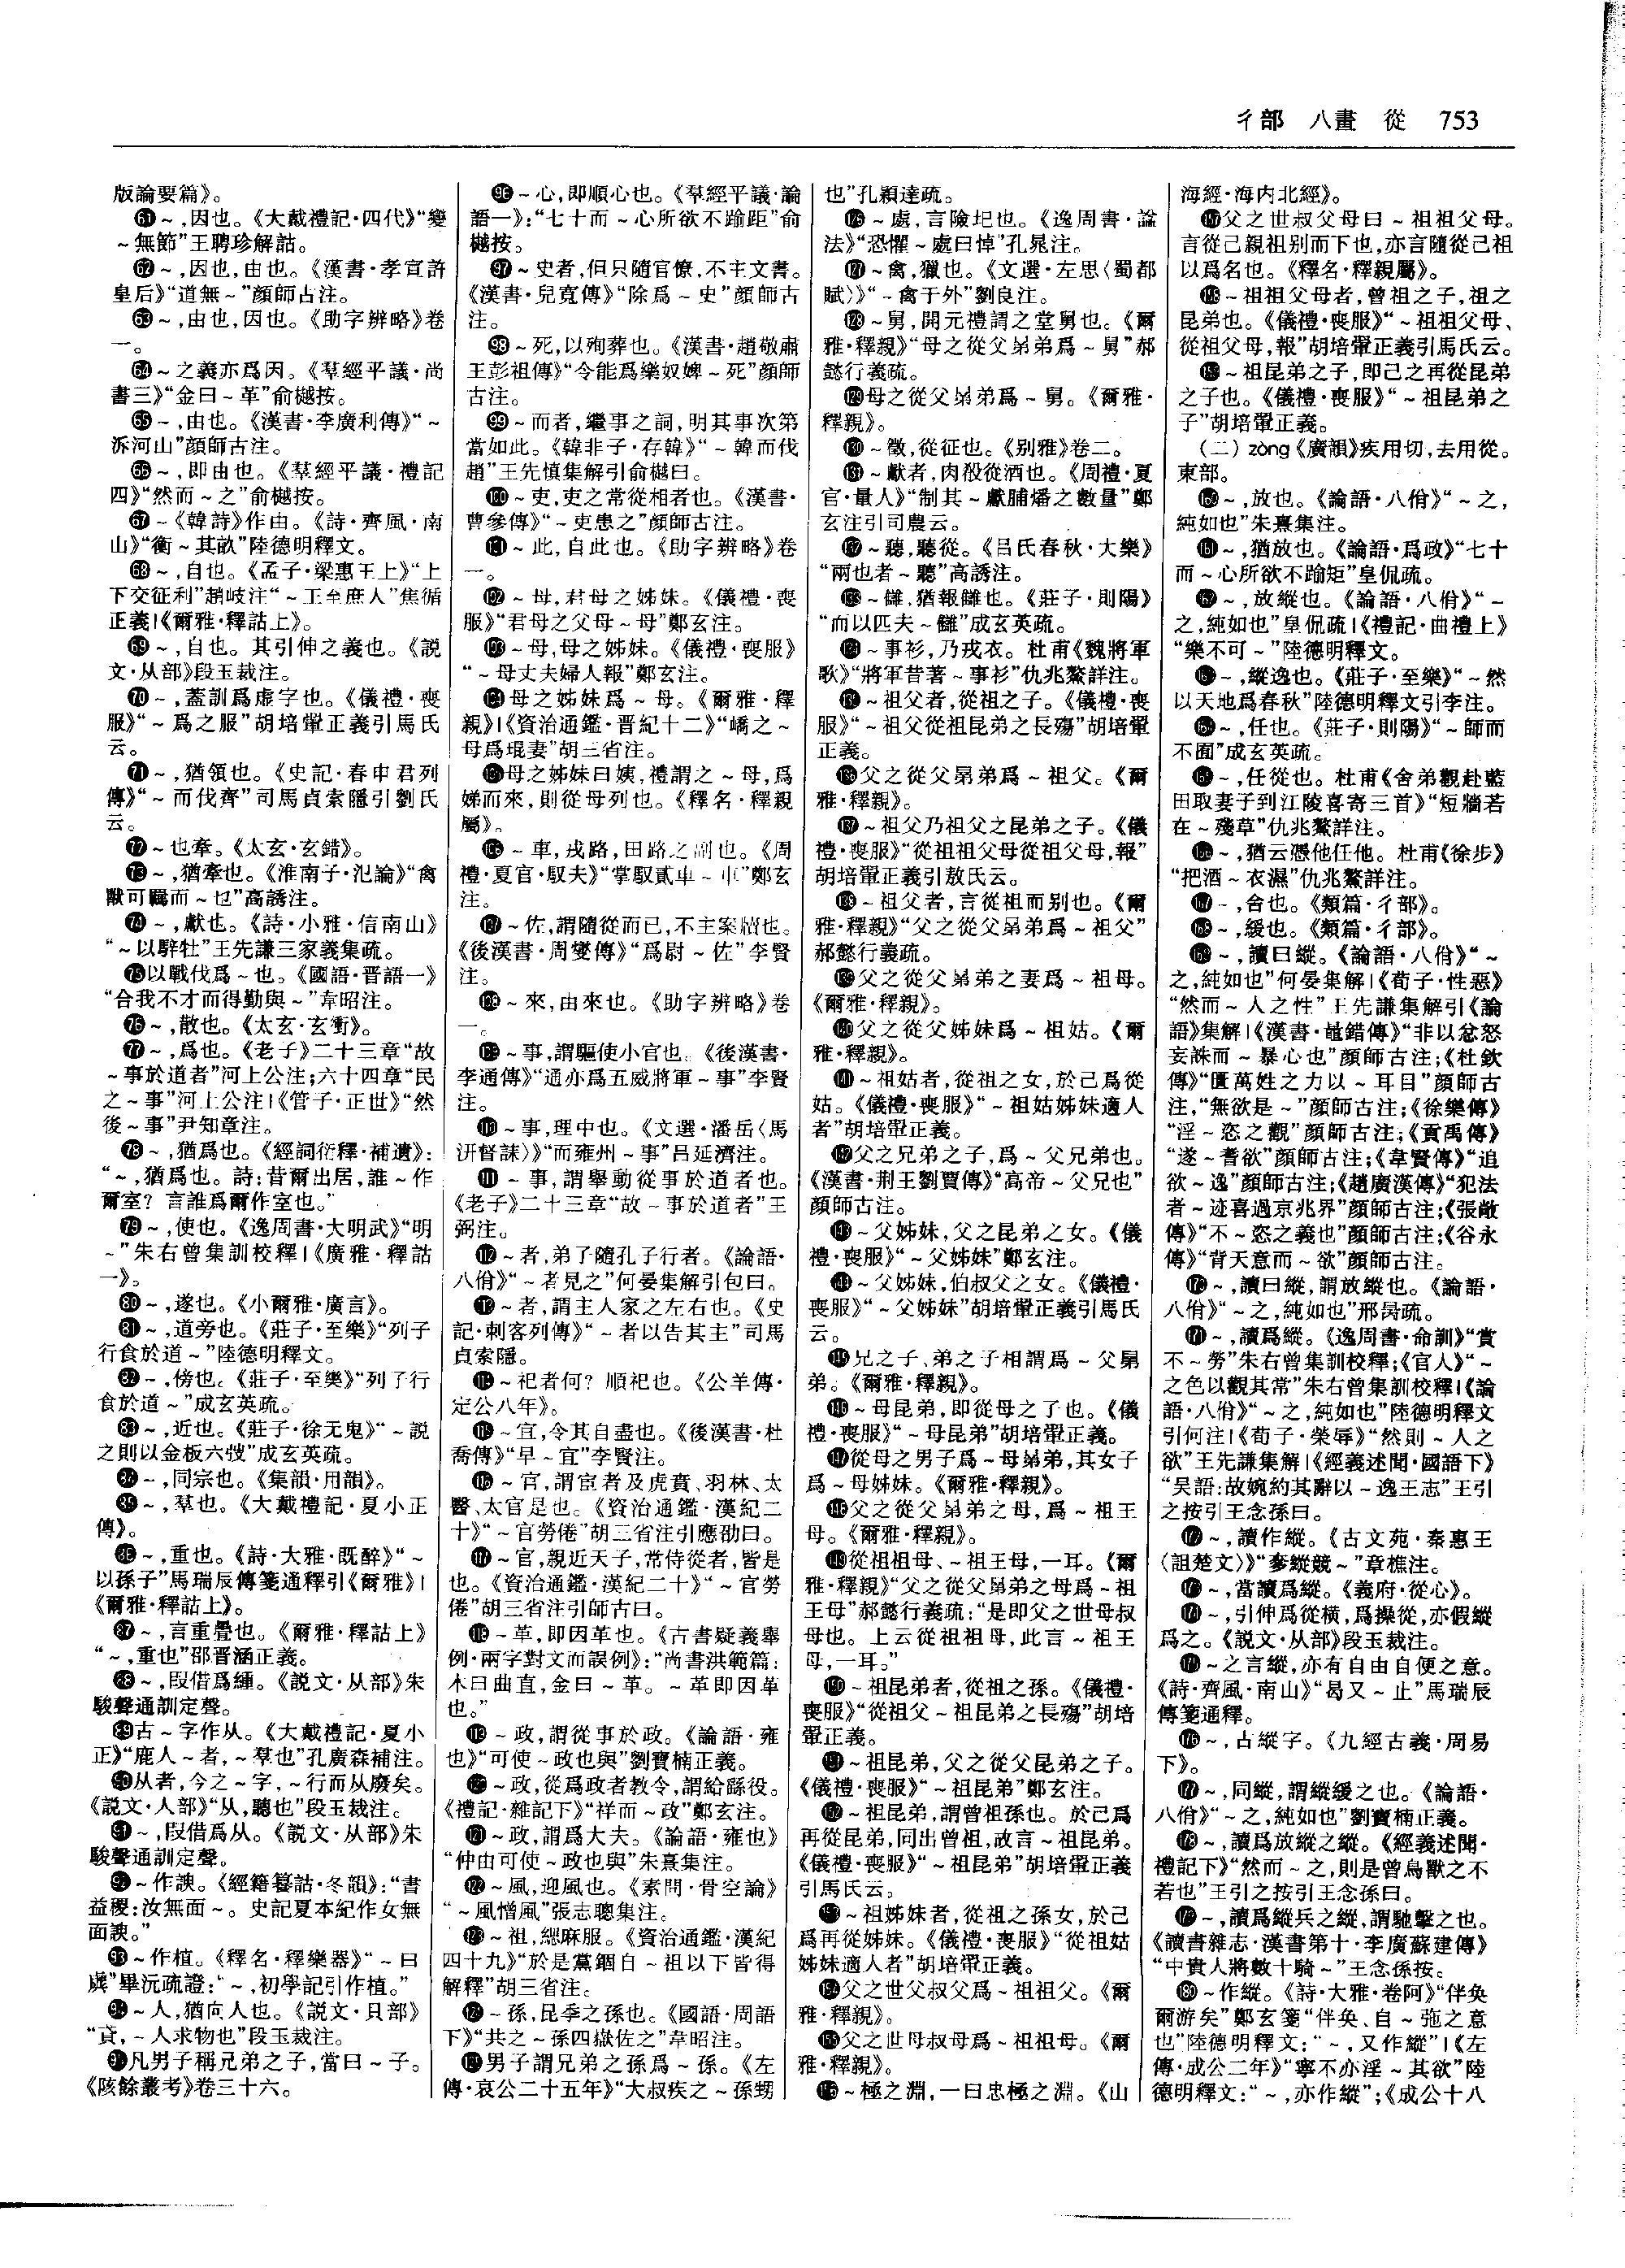 彳部 八畫 從 753
版論要篇》。
61～,因也。《大戴禮記·四代》“變
～無節”王聘珍解詁。
62～,因也,由也。《漢書·孝宣許
皇后》“道無～”顔師古注。
63～,由也,因也。《助字辨略》卷
一。
64～之義亦爲因。《羣經平議·尚
書三》“金曰～革”俞樾按。
65～,由也。《漢書·李廣利傳》“～
泝河山”顔師古注。
66～,即由也。《羣經平議·禮記
四》“然而～之”俞樾按。
67～《韓詩》作由。《詩·齊風·南
山》“衡～其畝”陸德明釋文。
68～,自也。《孟子·梁惠王上》“上
下交征利”趙岐注“～王至庶人”焦循
正義|《爾雅·釋詁上》。
69～,自也。其引伸之義也。《説
文·从部》段玉裁注。
70～,蓋訓爲虚字也。《儀禮·喪
服》“～爲之服”胡培翬正義引馬氏
云。
71～,猶領也。《史記·春申君列
傳》“～而伐齊”司馬貞索隱引劉氏
云。
72～也牽。《太玄·玄錯》。
73～,猶牽也。《淮南子·氾論》“禽
獸可羈而～也”高誘注。
74～,獻也。《詩·小雅·信南山》
“～以騂牡”王先謙三家義集疏。
75以戰伐爲～也。《國語·晋語一》
“合我不才而得勤與～”韋昭注。
76～,散也。《太玄·玄衝》。
77～,爲也。《老子》二十三章“故
～事於道者”河上公注;六十四章“民
之～事”河上公注|《管子·正世》“然
後～事”尹知章注。
78～,猶爲也。《經詞衍釋·補遺》:
“～,猶爲也。詩:昔爾出居,誰～作
爾室?言誰爲爾作室也。”
79～,使也。《逸周書·大明武》“明
～”朱右曾集訓校釋|《廣雅·釋詁
一》。
80～,遂也。《小爾雅·廣言》。
81～,道旁也。《莊子·至樂》“列子
行食於道～”陸德明釋文。
82～,傍也。《莊子·至樂》“列子行
食於道～”成玄英疏。
83～,近也。《莊子·徐无鬼》“～説
之則以金板六弢”成玄英疏。
84～,同宗也。《集韻·用韻》。
85～,羣也。《大戴禮記·夏小正
傳》。
86～,重也。《詩·大雅·既醉》“～
以孫子”馬瑞辰傳箋通釋引《爾雅》|
《爾雅·釋詁上》。
87～,言重疊也。《爾雅·釋詁上》
“～,重也”邵晋涵正義。
88～,叚借爲緟。《説文·从部》朱
駿聲通訓定聲。
89古～字作从。《大戴禮記·夏小
正》“鹿人～者,～羣也”孔廣森補注。
90从者,今之～字,～行而从廢矣。
《説文·从部》“从,聽也”段玉裁注。
91～,叚借爲从。《説文·从部》朱
駿聲通訓定聲。
92～作諛。《經籍籑詁·冬韻》:“書
益稷:汝無面～。史記夏本紀作女無
面諛。”
93～作植。《釋名·釋樂器》“～曰
虡”畢沅疏證:“～,初學記引作植。”
94～人,猶向人也。《説文·貝部》
“貣,～人求物也”段玉裁注。
95凡男子稱兄弟之子,當曰～子。
《陔餘叢考》卷三十六。
96～心,即順心也。《羣經平議·論
語一》:“七十而～心所欲不踰距”俞
樾按。
97～史者,但只隨官僚,不主文書。
《漢書·兒寬傳》“除爲～史”顔師古
注。
98～死,以殉葬也。《漢書·趙敬肅
王彭祖傳》“令能爲樂奴婢～死”顔師
古注。
99～而者,繼事之詞,明其事次第
當如此。《韓非子·存韓》“～韓而伐
趙”王先慎集解引俞樾曰。
100～吏,吏之常從相者也。《漢書·
曹參傳》“～吏患之”顔師古注。
101～此,自此也。《助字辨略》卷
一。
102～母,君母之姊妹。《儀禮·喪
服》“君母之父母～母”鄭玄注。
103～母,母之姊妹。《儀禮·喪服》
“～母丈夫婦人報”鄭玄注。
104母之姊妹爲～母。《爾雅·釋
親》|《資治通鑑·晋紀十二》“嶠之～
母爲琨妻”胡三省注。
105母之姊妹曰姨,禮謂之～母,爲
娣而來,則從母列也。《釋名·釋親
屬》。
106～車,戎路,田路之副也。《周
禮·夏官·馭夫》“掌馭貳車～車”鄭玄
注。
107～佐,謂隨從而已,不主案牘也。
《後漢書·周燮傳》“爲尉～佐”李賢
注。
108～來,由來也。《助字辨略》卷
一。
109～事,謂驅使小官也。《後漢書·
李通傳》“通亦爲五威將軍～事”李賢
注。
110～事,理中也。《文選·潘岳〈馬
汧督誄〉》“而雍州～事”吕延濟注。
111～事,謂舉動從事於道者也。
《老子》二十三章“故～事於道者”王
弼注。
112～者,弟子隨孔子行者。《論語·
八佾》“～者見之”何晏集解引包曰。
113～者,謂主人家之左右也。《史
記·刺客列傳》“～者以告其主”司馬
貞索隱。
114～祀者何?順祀也。《公羊傳·
定公八年》。
115～宜,令其自盡也。《後漢書·杜
喬傳》“早～宜”李賢注。
116～官,謂宦者及虎賁、羽林、太
醫、太官是也。《資治通鑑·漢紀二
十》“～官勞倦”胡三省注引應劭曰。
117～官,親近天子,常侍從者,皆是
也。《資治通鑑·漢紀二十》“～官勞
倦”胡三省注引師古曰。
118～革,即因革也。《古書疑義舉
例·兩字對文而誤例》:“尚書洪範篇:
木曰曲直,金曰～革。～革即因革
也。”
119～政,謂從事於政。《論語·雍
也》“可使～政也與”劉寶楠正義。
120～政,從爲政者教令,謂給繇役。
《禮記·雜記下》“祥而～政”鄭玄注。
121～政,謂爲大夫。《論語·雍也》
“仲由可使～政也與”朱熹集注。
122～風,迎風也。《素問·骨空論》
“～風憎風”張志聰集注。
123～祖,緦麻服。《資治通鑑·漢紀
四十九》“於是黨錮自～祖以下皆得
解釋”胡三省注。
124～孫,昆季之孫也。《國語·周語
下》“共之～孫四嶽佐之”韋昭注。
125男子謂兄弟之孫爲～孫。《左
傳·哀公二十五年》“大叔疾之～孫甥
也”孔穎達疏。
126～處,言險圮也。《逸周書·謚
法》“恐懼～處曰悼”孔晁注。
127～禽,獵也。《文選·左思〈蜀都
賦〉》“～禽于外”劉良注。
128～舅,開元禮謂之堂舅也。《爾
雅·釋親》“母之從父晜弟爲～舅”郝
懿行義疏。
129母之從父晜弟爲～舅。《爾雅·
釋親》。
130～徵,從征也。《别雅》卷二。
131～獻者,肉殽從酒也。《周禮·夏
官·量人》“制其～獻脯燔之數量”鄭
玄注引司農云。
132～聽,聽從。《吕氏春秋·大樂》
“兩也者～聽”高誘注。
133～讎,猶報讎也。《莊子·則陽》
“而以匹夫～讎”成玄英疏。
134～事衫,乃戎衣。杜甫《魏將軍
歌》“將軍昔著～事衫”仇兆鰲詳注。
135～祖父者,從祖之子。《儀禮·喪
服》“～祖父從祖昆弟之長殤”胡培翬
正義。
136父之從父晜弟爲～祖父。《爾
雅·釋親》。
137～祖父乃祖父之昆弟之子。《儀
禮·喪服》“從祖祖父母從祖父母,報”
胡培翬正義引敖氏云。
138～祖父者,言從祖而别也。《爾
雅·釋親》“父之從父晜弟爲～祖父”
郝懿行義疏。
139父之從父晜弟之妻爲～祖母。
《爾雅·釋親》。
140父之從父姊妹爲～祖姑。《爾
雅·釋親》。
141～祖姑者,從祖之女,於己爲從
姑。《儀禮·喪服》“～祖姑姊妹適人
者”胡培翬正義。
142父之兄弟之子,爲～父兄弟也。
《漢書·荆王劉賈傳》“高帝～父兄也”
顔師古注。
143～父姊妹,父之昆弟之女。《儀
禮·喪服》“～父姊妹”鄭玄注。
144～父姊妹,伯叔父之女。《儀禮·
喪服》“～父姊妹”胡培翬正義引馬氏
云。
145兄之子、弟之子相謂爲～父晜
弟。《爾雅·釋親》。
146～母昆弟,即從母之子也。《儀
禮·喪服》“～母昆弟”胡培翬正義。
147從母之男子爲～母晜弟,其女子
爲～母姊妹。《爾雅·釋親》。
148父之從父晜弟之母,爲～祖王
母。《爾雅·釋親》。
149從祖祖母、～祖王母,一耳。《爾
雅·釋親》“父之從父晜弟之母爲～祖
王母”郝懿行義疏:“是即父之世母叔
母也。上云從祖祖母,此言～祖王
母,一耳。”
150～祖昆弟者,從祖之孫。《儀禮·
喪服》“從祖父～祖昆弟之長殤”胡培
翬正義。
151～祖昆弟,父之從父昆弟之子。
《儀禮·喪服》“～祖昆弟”鄭玄注。
152～祖昆弟,謂曾祖孫也。於己爲
再從昆弟,同出曾祖,故言～祖昆弟。
《儀禮·喪服》“～祖昆弟”胡培翬正義
引馬氏云。
153～祖姊妹者,從祖之孫女,於己
爲再從姊妹。《儀禮·喪服》“從祖姑
姊妹適人者”胡培翬正義。
154父之世父叔父爲～祖祖父。《爾
雅·釋親》。
155父之世母叔母爲～祖祖母。《爾
雅·釋親》。
156～極之淵,一曰忠極之淵。《山
海經·海内北經》。
157父之世叔父母曰～祖祖父母。
言從己親祖别而下也,亦言隨從己祖
以爲名也。《釋名·釋親屬》。
158～祖祖父母者,曾祖之子,祖之
昆弟也。《儀禮·喪服》“～祖祖父母、
從祖父母,報”胡培翬正義引馬氏云。
159～祖昆弟之子,即己之再從昆弟
之子也。《儀禮·喪服》“～祖昆弟之
子”胡培翬正義。
(二) zòng《廣韻》疾用切,去用從。
東部。
160～,放也。《論語·八佾》“～之,
純如也”朱熹集注。
161～,猶放也。《論語·爲政》“七十
而～心所欲不踰矩”皇侃疏。
162～,放縱也。《論語·八佾》“～
之,純如也”皇侃疏|《禮記·曲禮上》
“樂不可～”陸德明釋文。
163～,縱逸也。《莊子·至樂》“～然
以天地爲春秋”陸德明釋文引李注。
164～,任也。《莊子·則陽》“～師而
不囿”成玄英疏。
165～,任從也。杜甫《舍弟觀赴藍
田取妻子到江陵喜寄三首》“短牆若
在～殘草”仇兆鰲詳注。
166～,猶云憑他任他。杜甫《徐步》
“把酒～衣濕”仇兆鰲詳注。
167～,舍也。《類篇·彳部》。
168～,緩也。《類篇·彳部》。
169～,讀曰縱。《論語·八佾》“～
之,純如也”何晏集解|《荀子·性惡》
“然而～人之性”王先謙集解引《論
語》集解|《漢書·鼂錯傳》“非以忿怒
妄誅而～暴心也”顔師古注;《杜欽
傳》“匱萬姓之力以～耳目”顔師古
注,“無欲是～”顔師古注;《徐樂傳》
“淫～恣之觀”顔師古注;《貢禹傳》
“遂～耆欲”顔師古注;《韋賢傳》“追
欲～逸”顔師古注;《趙廣漢傳》“犯法
者～迹喜過京兆界”顔師古注;《張敞
傳》“不～恣之義也”顔師古注;《谷永
傳》“背天意而～欲”顔師古注。
170～,讀曰縱,謂放縱也。《論語·
八佾》“～之,純如也”邢昺疏。
171～,讀爲縱。《逸周書·命訓》“賞
不～勞”朱右曾集訓校釋;《官人》“～
之色以觀其常”朱右曾集訓校釋|《論
語·八佾》“～之,純如也”陸德明釋文
引何注|《荀子·榮辱》“然則～人之
欲”王先謙集解|《經義述聞·國語下》
“吴語:故婉約其辭以～逸王志”王引
之按引王念孫曰。
172～,讀作縱。《古文苑·秦惠王
〈詛楚文〉》“㚏縱競～”章樵注。
173～,當讀爲縱。《義府·從心》。
174～,引伸爲從横,爲操從,亦假縱
爲之。《説文·从部》段玉裁注。
175～之言縱,亦有自由自便之意。
《詩·齊風·南山》“曷又～止”馬瑞辰
傳箋通釋。
176～,古縱字。《九經古義·周易
下》。
177～,同縱,謂縱緩之也。《論語·
八佾》“～之,純如也”劉寶楠正義。
178～,讀爲放縱之縱。《經義述聞·
禮記下》“然而～之,則是曾鳥獸之不
若也”王引之按引王念孫曰。
179～,讀爲縱兵之縱,謂馳擊之也。
《讀書雜志·漢書第十·李廣蘇建傳》
“中貴人將數十騎～”王念孫按。
180～作縱。《詩·大雅·卷阿》“伴奂
爾游矣”鄭玄箋“伴奂、自～弛之意
也”陸德明釋文:“～,又作縱”|《左
傳·成公二年》“寧不亦淫～其欲”陸
德明釋文:“～,亦作縱”;《成公十八